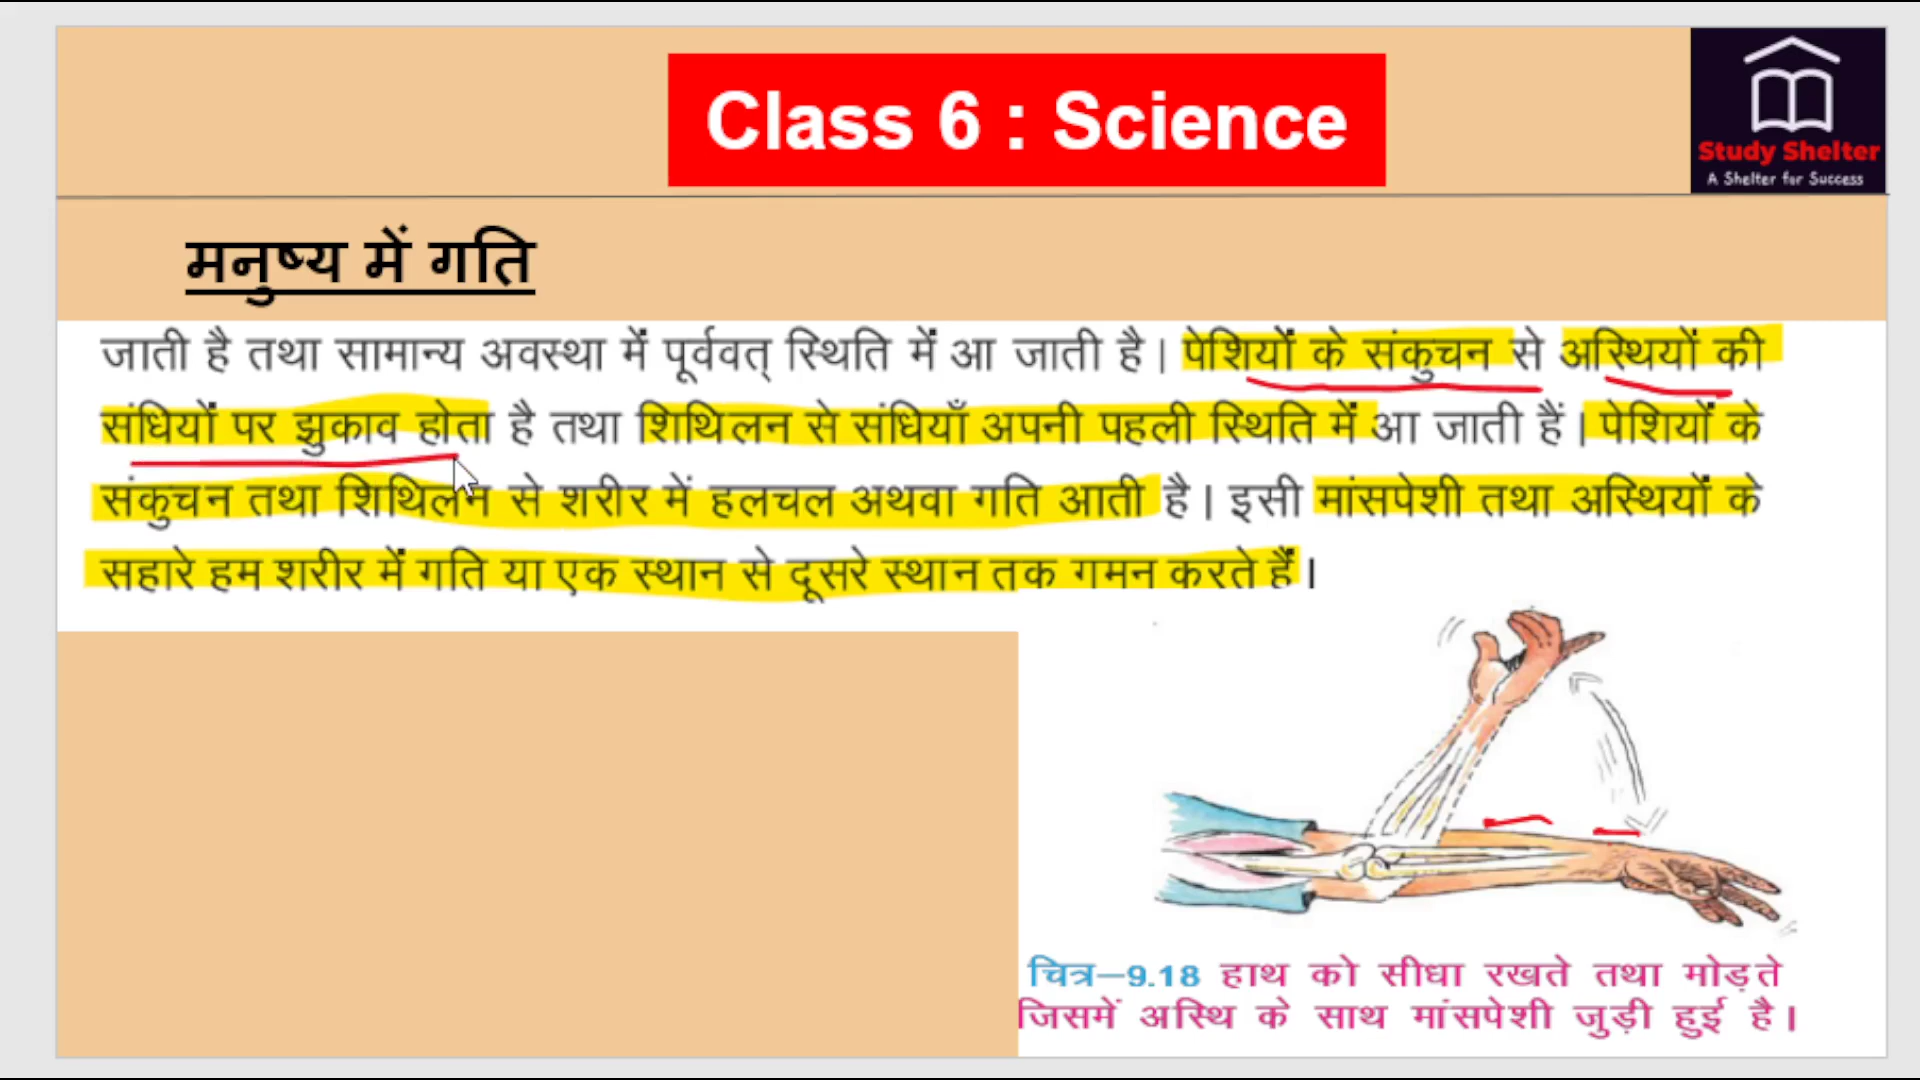 Class 6 : Science
Study Shelter
A Shelter for Success
मनुष्य में गति
जाती है तथा सामान्य अवस्था में पूर्ववत् स्थिति में आ जाती है। पेशियों के संकुचन से अस्थियों की
संधियों पर झुकाव होता है तथा शिथिलन से संधियाँ अपनी पहली स्थिति में आ जाती हैं। पेशियों के
संकुचन तथा शिथिलन से शरीर में हलचल अथवा गति आती है। इसी मांसपेशी तथा अस्थियों के
सहारे हम शरीर में गति या एक स्थान से दूसरे स्थान तक गमन करते हैं।
चित्र–9.18 हाथ को सीधा रखते तथा मोड़ते
जिसमें अस्थि के साथ मांसपेशी जुड़ी हुई है।